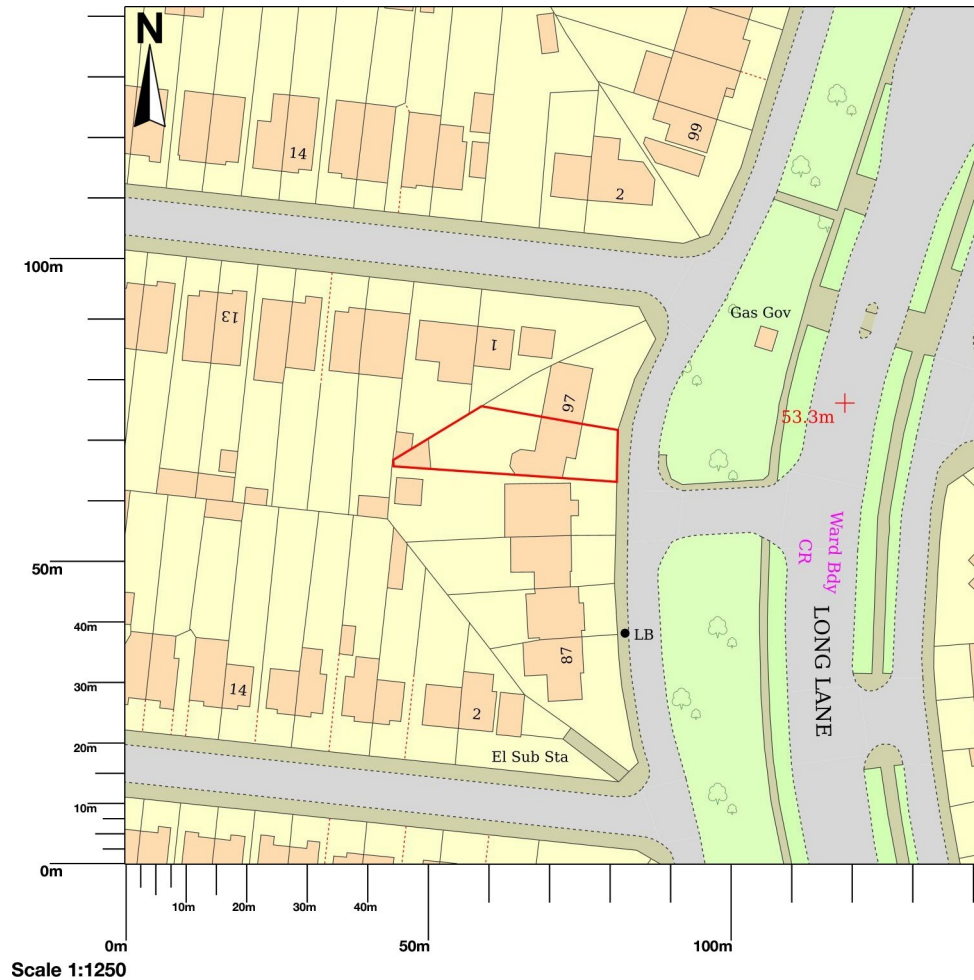 N
14
99
2
100m
13
1
Gas Gov
97
53.3m
Ward Bdy
CR
50m
LONG LANE
40m
LB
87
30m
14
2
20m
El Sub Sta
10m
0m
10m
20m
30m
40m
0m
50m
100m
Scale 1:1250